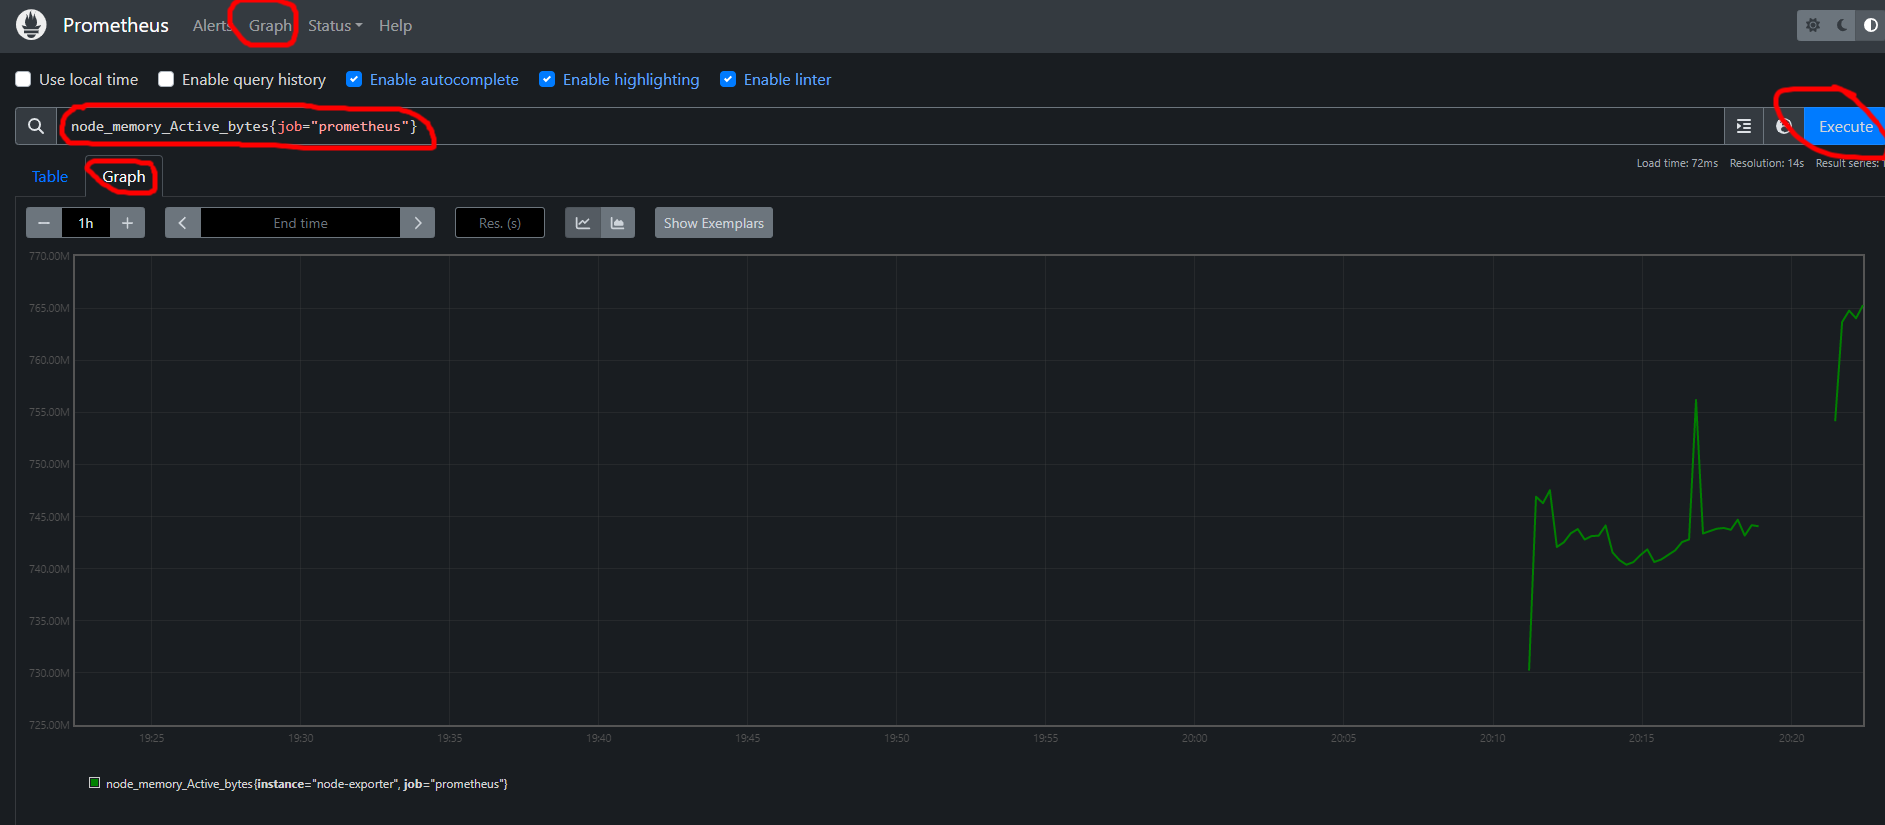 Prometheus Alerts Graph Status Help
Use local time Enable query history Enable autocomplete Enable highlighting Enable linter
node_memory_Active_bytes{job="prometheus"} Execute
Load time: 72ms Resolution: 14s Result series:
Table Graph
1h End time Res. (s) Show Exemplars
770.00M
765.00M
760.00M
755.00M
750.00M
745.00M
740.00M
735.00M
730.00M
725.00M
19:25 19:30 19:35 19:40 19:45 19:50 19:55 20:00 20:05 20:10 20:15 20:20
node_memory_Active_bytes{instance="node-exporter", job="prometheus"}